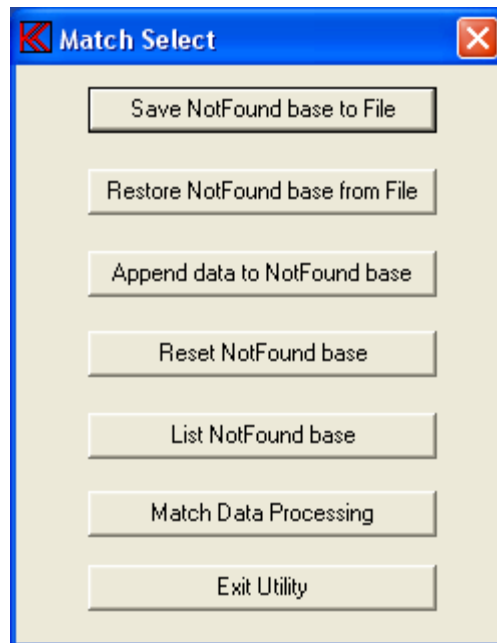 Match Select
Save NotFound base to File
Restore NotFound base from File
Append data to NotFound base
Reset NotFound base
List NotFound base
Match Data Processing
Exit Utility